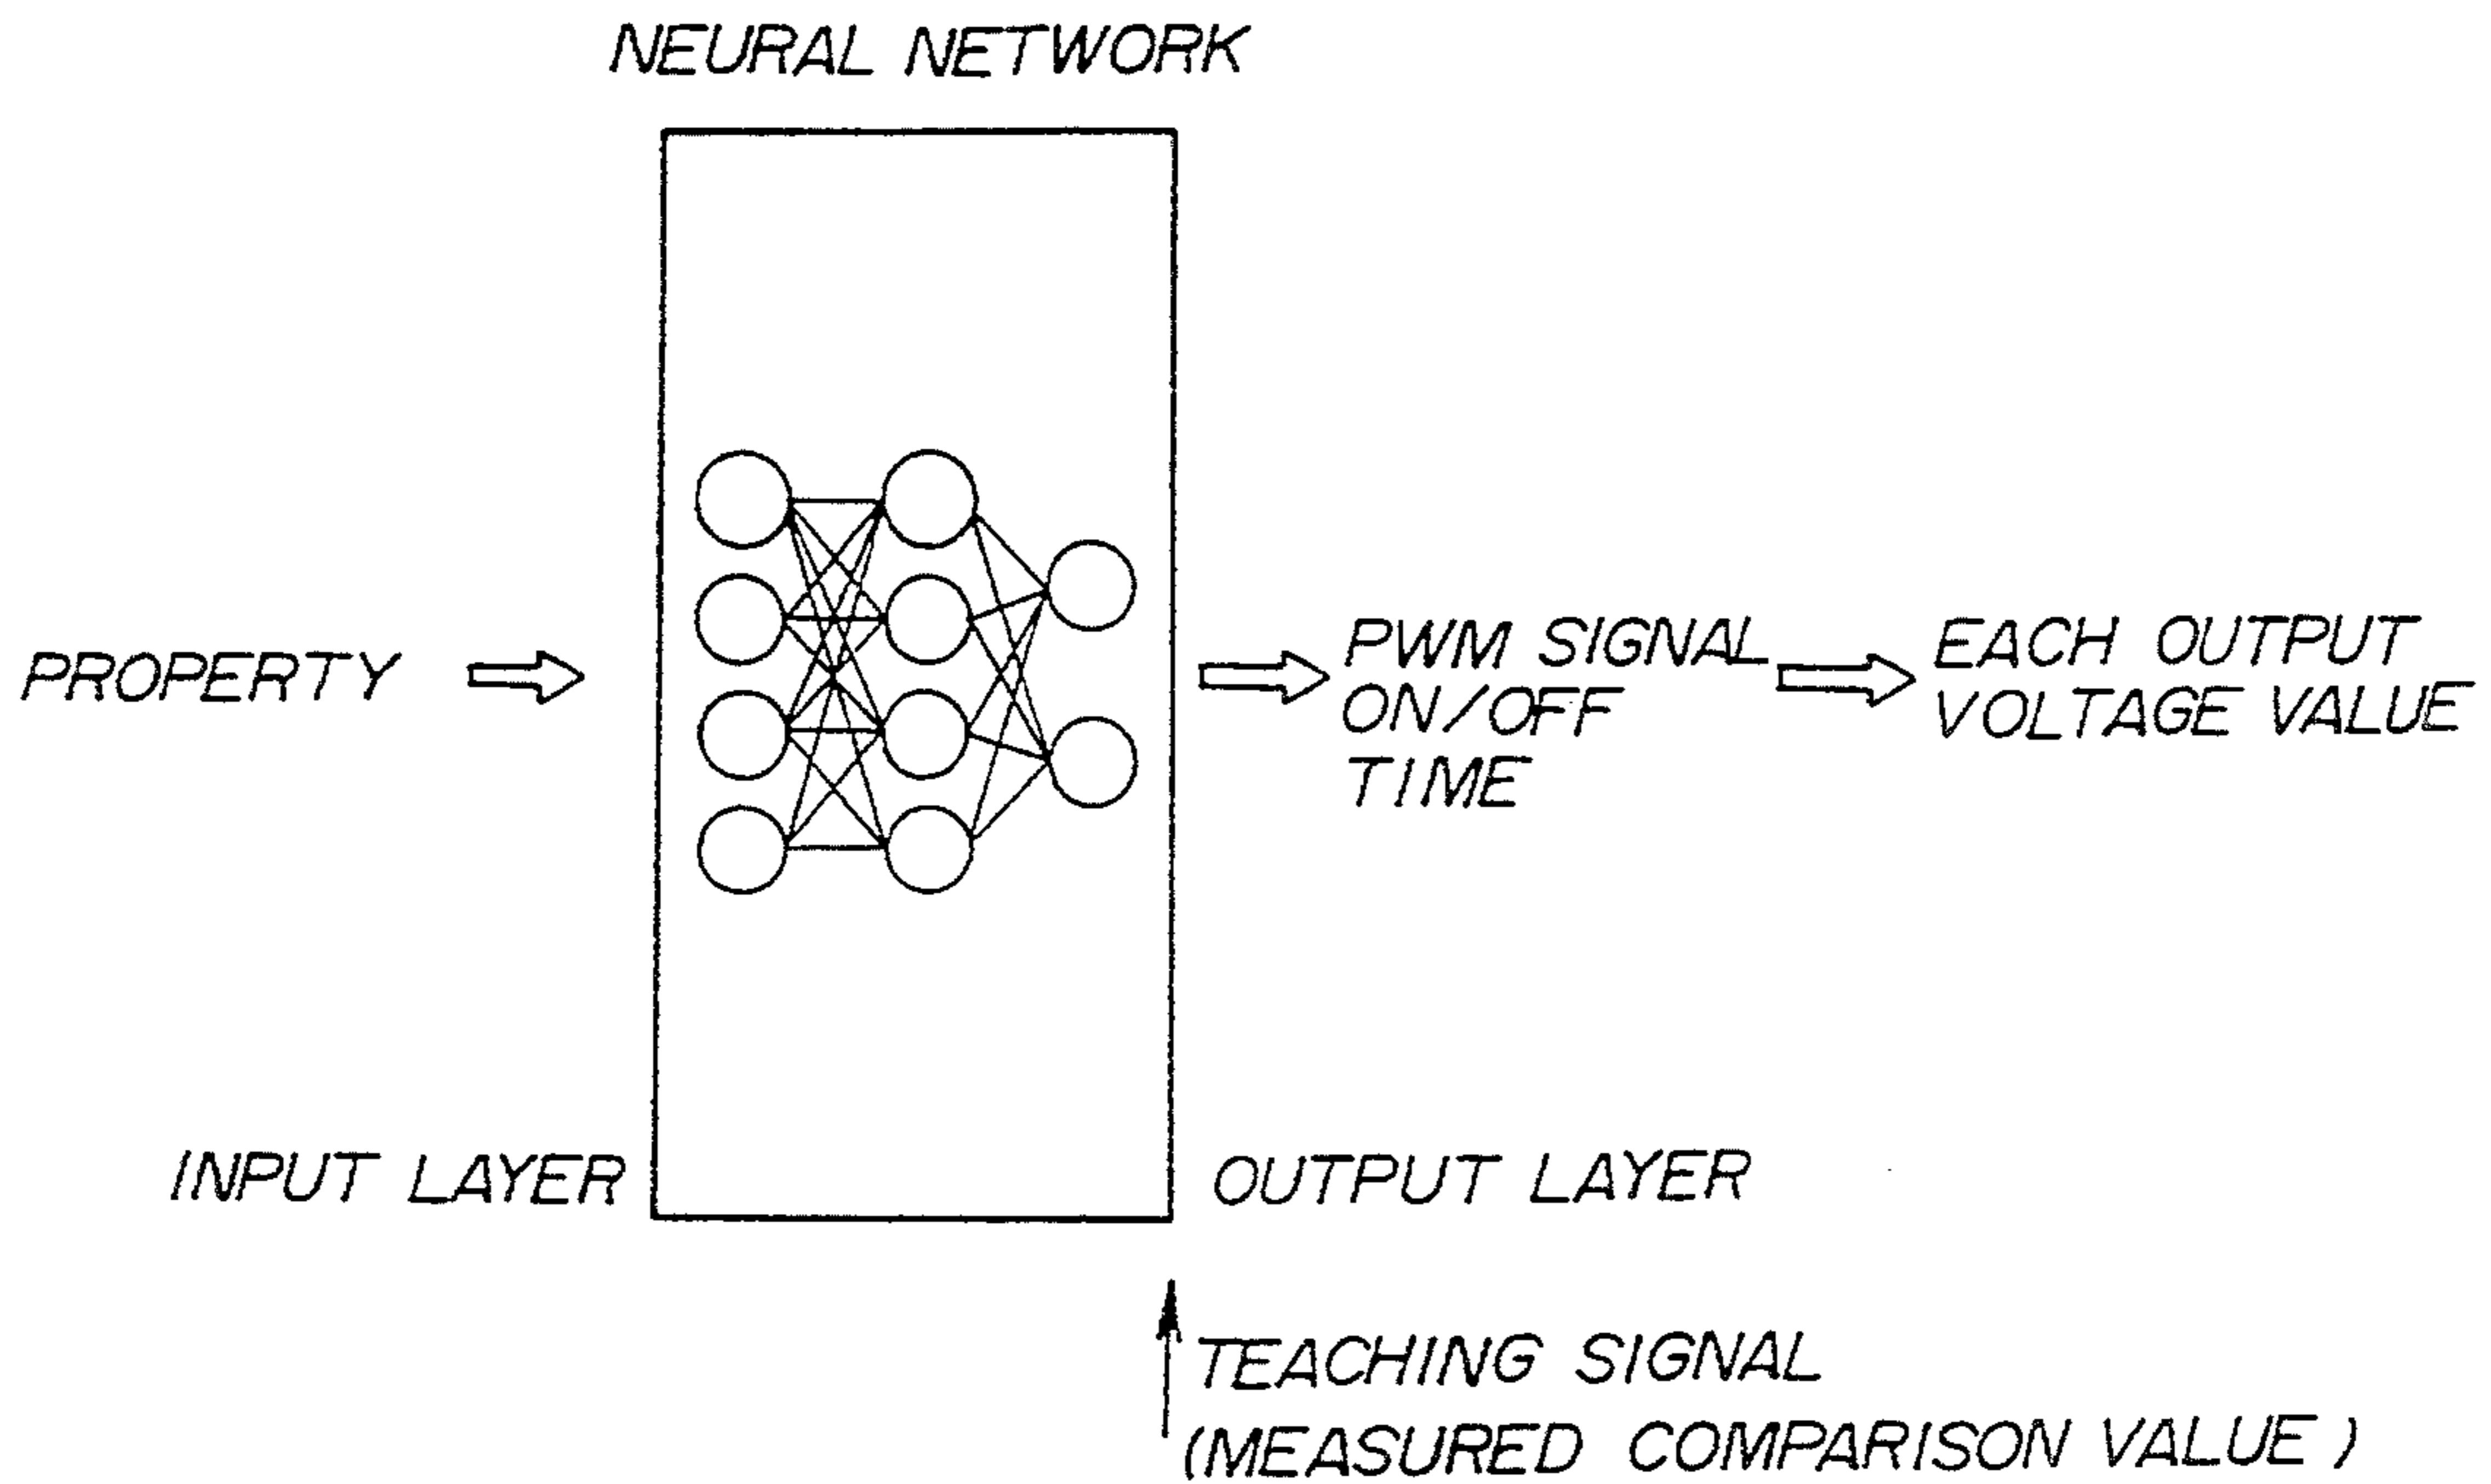 NEURAL NETWORK
PROPERTY
PWM SIGNAL
ON/OFF
TIME
EACH OUTPUT
VOLTAGE VALUE
INPUT LAYER
OUTPUT LAYER
TEACHING SIGNAL
(MEASURED COMPARISON VALUE)